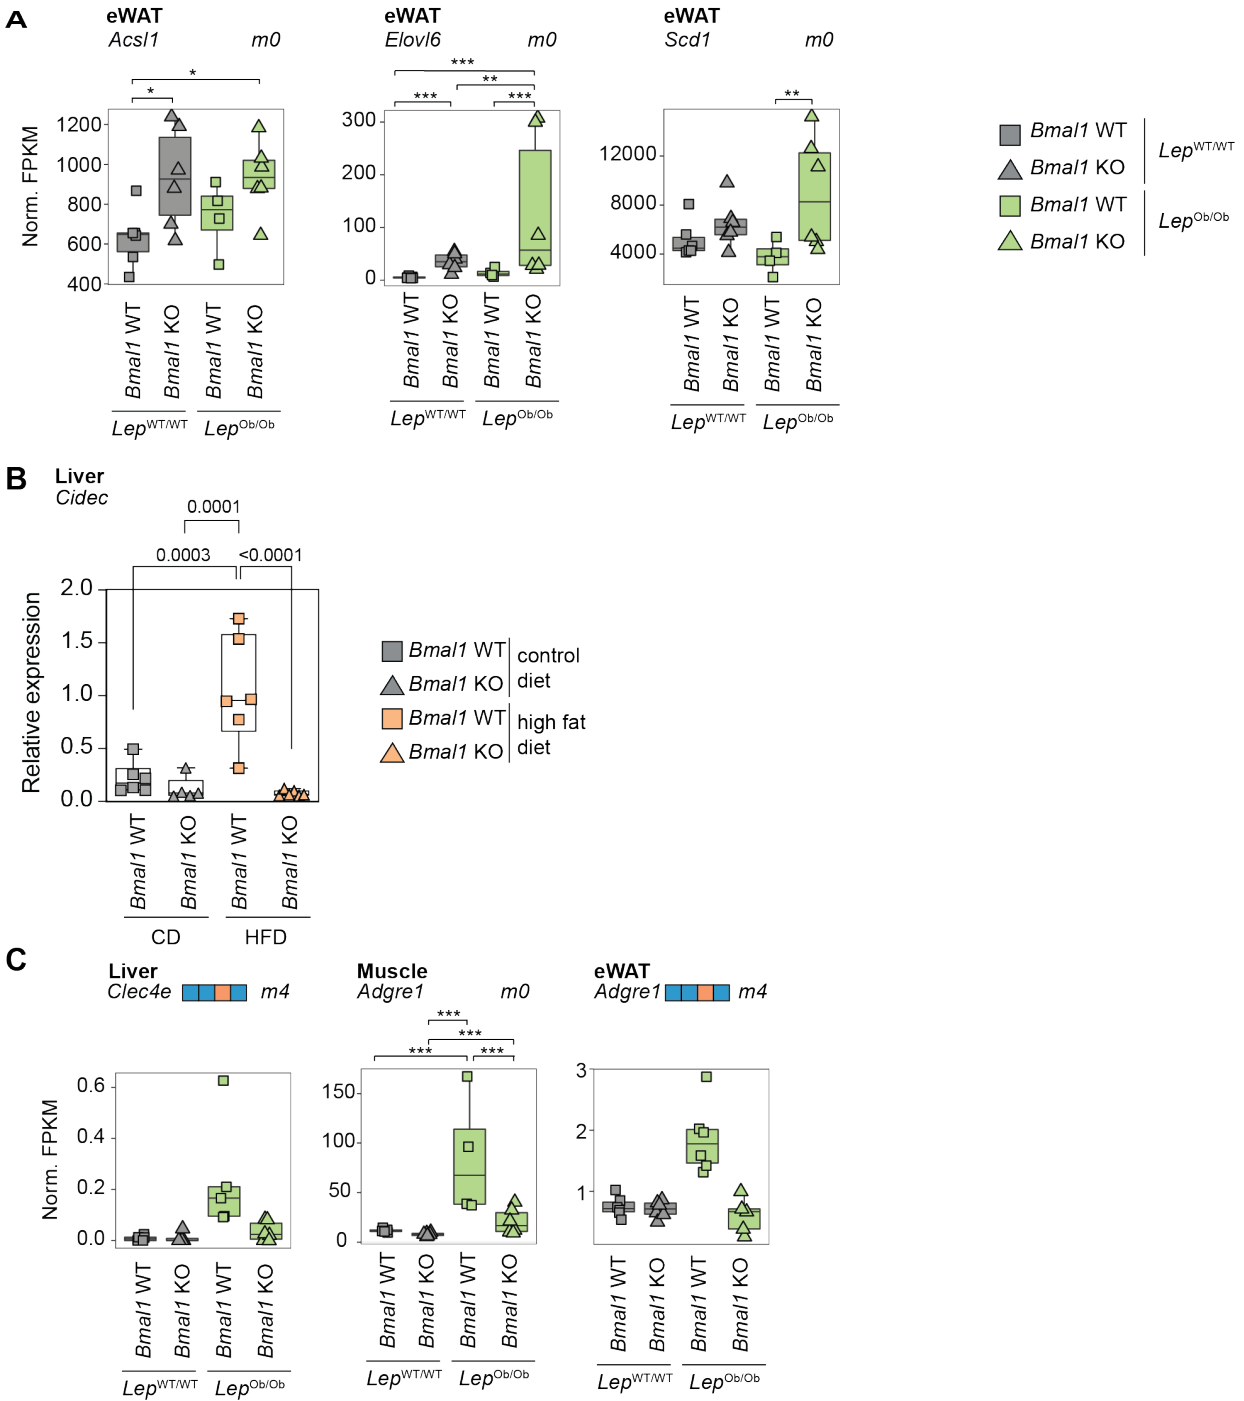 A
eWAT
Acsl1 m0
*
*
Norm. FPKM
1200
1000
800
600
400
Bmal1 WT
Bmal1 KO
Bmal1 WT
Bmal1 KO
LepWT/WT
LepOb/Ob
eWAT
Elovl6 m0
***
**
*** ***
300
200
100
0
Bmal1 WT
Bmal1 KO
Bmal1 WT
Bmal1 KO
LepWT/WT
LepOb/Ob
eWAT
Scd1 m0
**
12000
8000
4000
Bmal1 WT
Bmal1 KO
Bmal1 WT
Bmal1 KO
LepWT/WT
LepOb/Ob
Bmal1 WT
Bmal1 KO
LepWT/WT
Bmal1 WT
Bmal1 KO
LepOb/Ob
B
Liver
Cidec
0.0001
0.0003 <0.0001
Relative expression
2.0
1.5
1.0
0.5
0.0
Bmal1 WT
Bmal1 KO
Bmal1 WT
Bmal1 KO
CD
HFD
Bmal1 WT
Bmal1 KO
control
diet
Bmal1 WT
Bmal1 KO
high fat
diet
C
Liver
Clec4e m4
Norm. FPKM
0.6
0.4
0.2
0.0
Bmal1 WT
Bmal1 KO
Bmal1 WT
Bmal1 KO
LepWT/WT
LepOb/Ob
Muscle
Adgre1 m0
***
***
*** ***
150
100
50
0
Bmal1 WT
Bmal1 KO
Bmal1 WT
Bmal1 KO
LepWT/WT
LepOb/Ob
eWAT
Adgre1 m4
3
2
1
Bmal1 WT
Bmal1 KO
Bmal1 WT
Bmal1 KO
LepWT/WT
LepOb/Ob